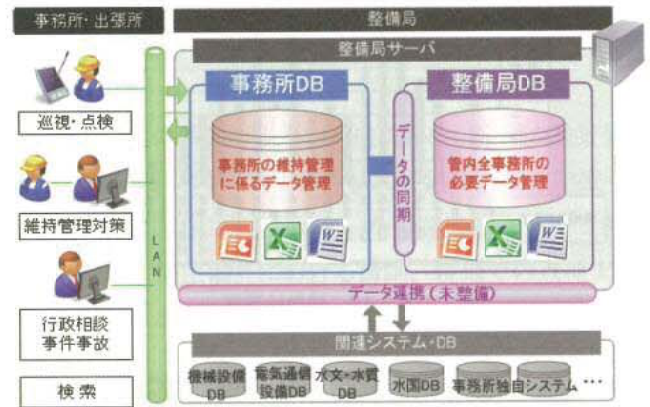 事務所・出張所
整備局
整備局サーバ
巡視・点検
維持管理対策
行政相談
事件事故
検索
LAN
事務所DB
事務所の維持管理
に係るデータ管理
データの同期
整備局DB
管内全事務所の
必要データ管理
データ連携(未整備)
関連システム・DB
機械設備
DB
電気通信
設備DB
水文・水質
DB
水国DB
事務所独自システム
…